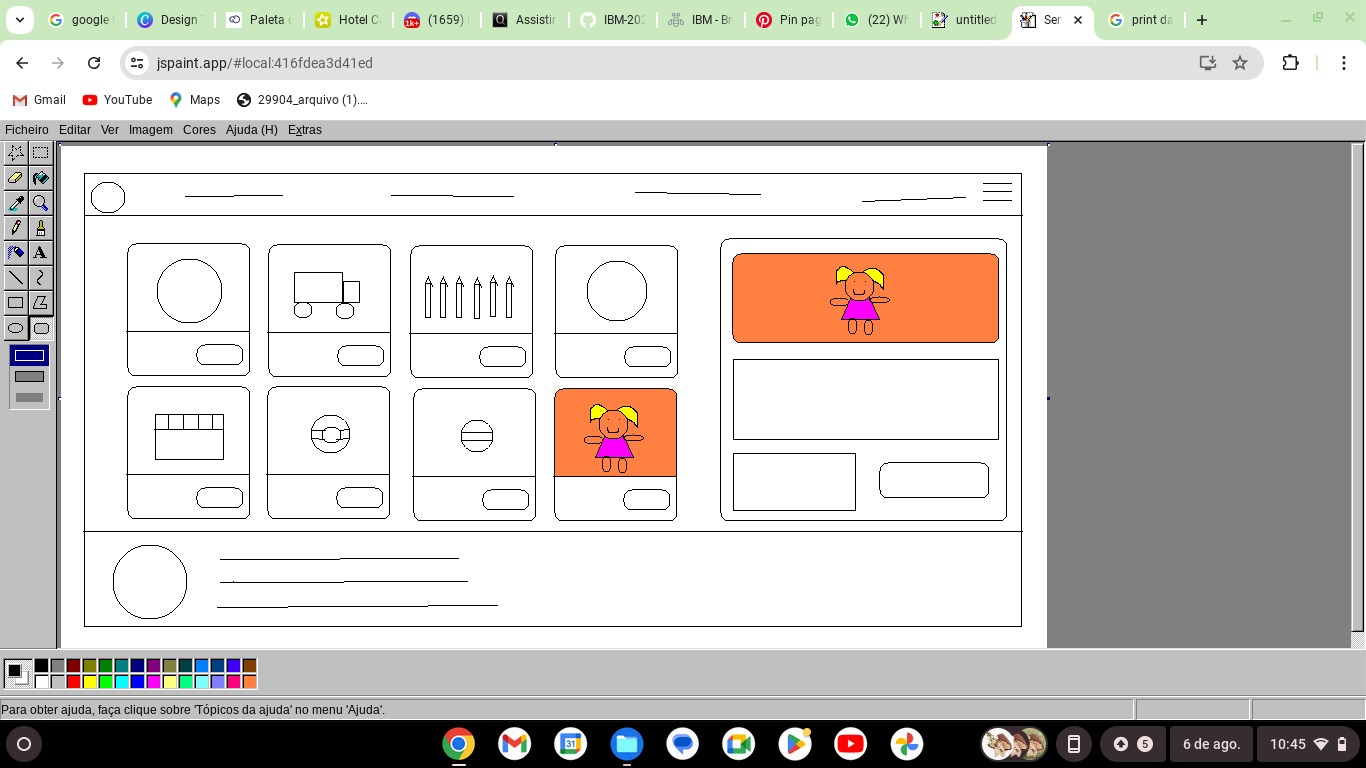 google
Design
Paleta
Hotel
(1659)
Assistir
IBM-202
IBM - Br
Pin pag
(22) Wh
untitled
Ser
print da
jspaint.app/#local:416fdea3d41ed
Gmail YouTube Maps 29904_arquivo (1)....
Ficheiro Editar Ver Imagem Cores Ajuda (H) Extras
A
Para obter ajuda, faça clique sobre 'Tópicos da ajuda' no menu 'Ajuda'.
31
5
6 de ago.
10:45